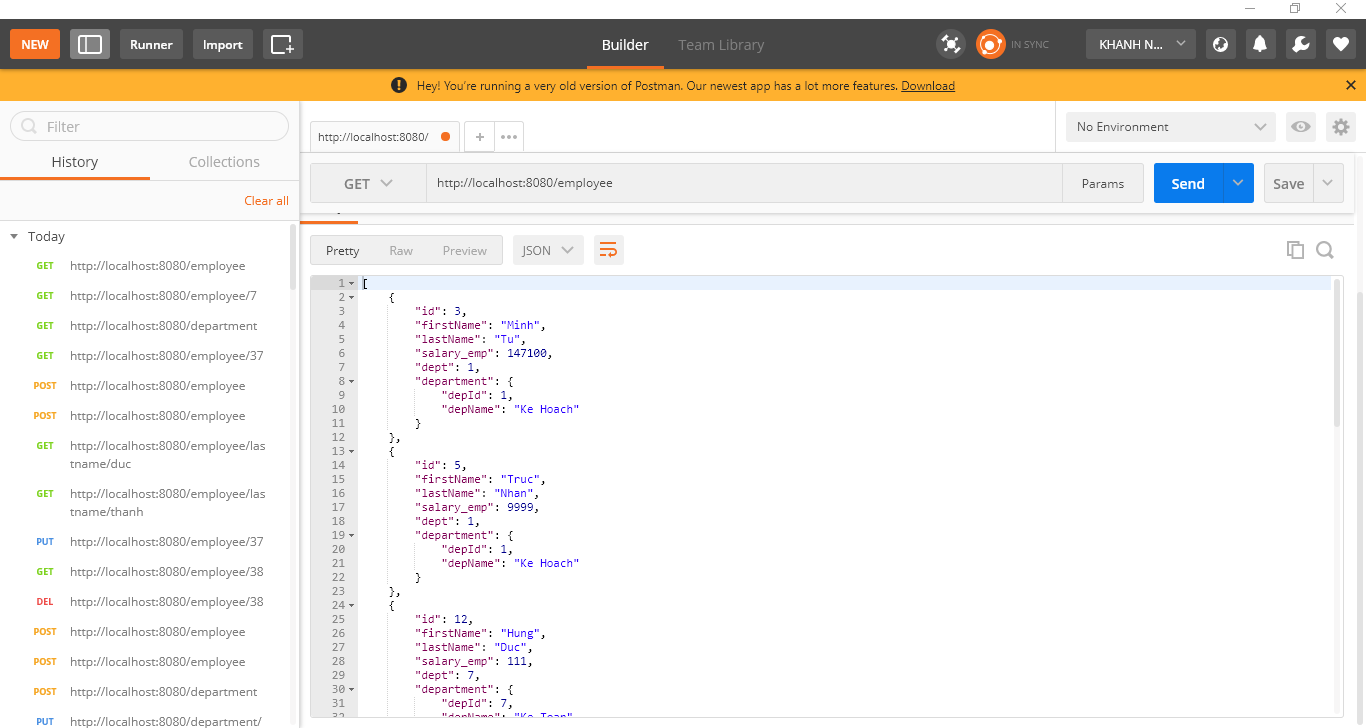 NEW
Runner
Import
Builder
Team Library
IN SYNC
KHANH N...
Hey! You're running a very old version of Postman. Our newest app has a lot more features. Download
Filter
History
Collections
Clear all
Today
GET http://localhost:8080/employee
GET http://localhost:8080/employee/7
GET http://localhost:8080/department
GET http://localhost:8080/employee/37
POST http://localhost:8080/employee
POST http://localhost:8080/employee
GET http://localhost:8080/employee/las
tname/duc
GET http://localhost:8080/employee/las
tname/thanh
PUT http://localhost:8080/employee/37
GET http://localhost:8080/employee/38
DEL http://localhost:8080/employee/38
POST http://localhost:8080/employee
POST http://localhost:8080/employee
POST http://localhost:8080/department
PUT http://localhost:8080/department/
http://localhost:8080/
No Environment
GET
http://localhost:8080/employee
Params
Send
Save
Pretty
Raw
Preview
JSON
1 [
2 {
3 "id": 3,
4 "firstName": "Minh",
5 "lastName": "Tu",
6 "salary_emp": 147100,
7 "dept": 1,
8 "department": {
9 "depId": 1,
10 "depName": "Ke Hoach"
11 }
12 },
13 {
14 "id": 5,
15 "firstName": "Truc",
16 "lastName": "Nhan",
17 "salary_emp": 9999,
18 "dept": 1,
19 "department": {
20 "depId": 1,
21 "depName": "Ke Hoach"
22 }
23 },
24 {
25 "id": 12,
26 "firstName": "Hung",
27 "lastName": "Duc",
28 "salary_emp": 111,
29 "dept": 7,
30 "department": {
31 "depId": 7,
32 "depName": "Ke Toan"